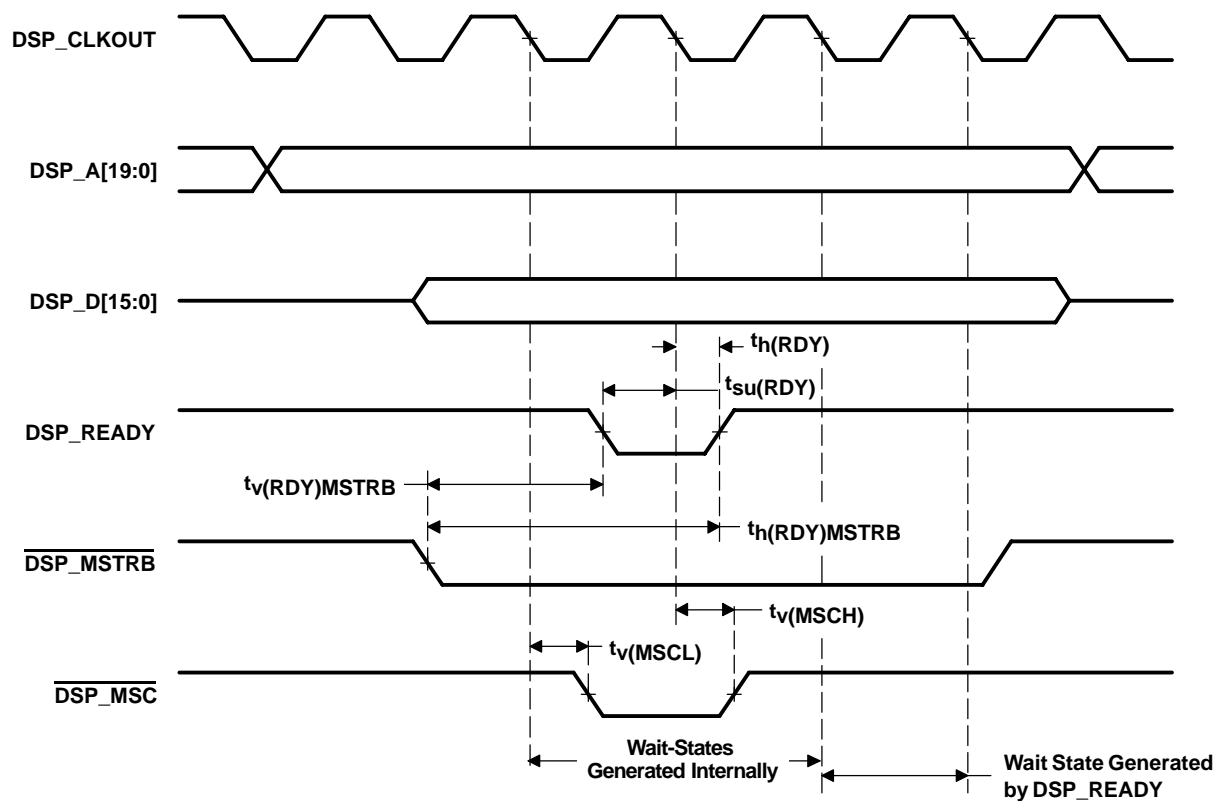 DSP_CLKOUT
DSP_A[19:0]
DSP_D[15:0]
th(RDY)
tsu(RDY)
DSP_READY
tv(RDY)MSTRB
th(RDY)MSTRB
DSP_MSTRB
tv(MSCH)
tv(MSCL)
DSP_MSC
Wait-States
Generated Internally
Wait State Generated
by DSP_READY